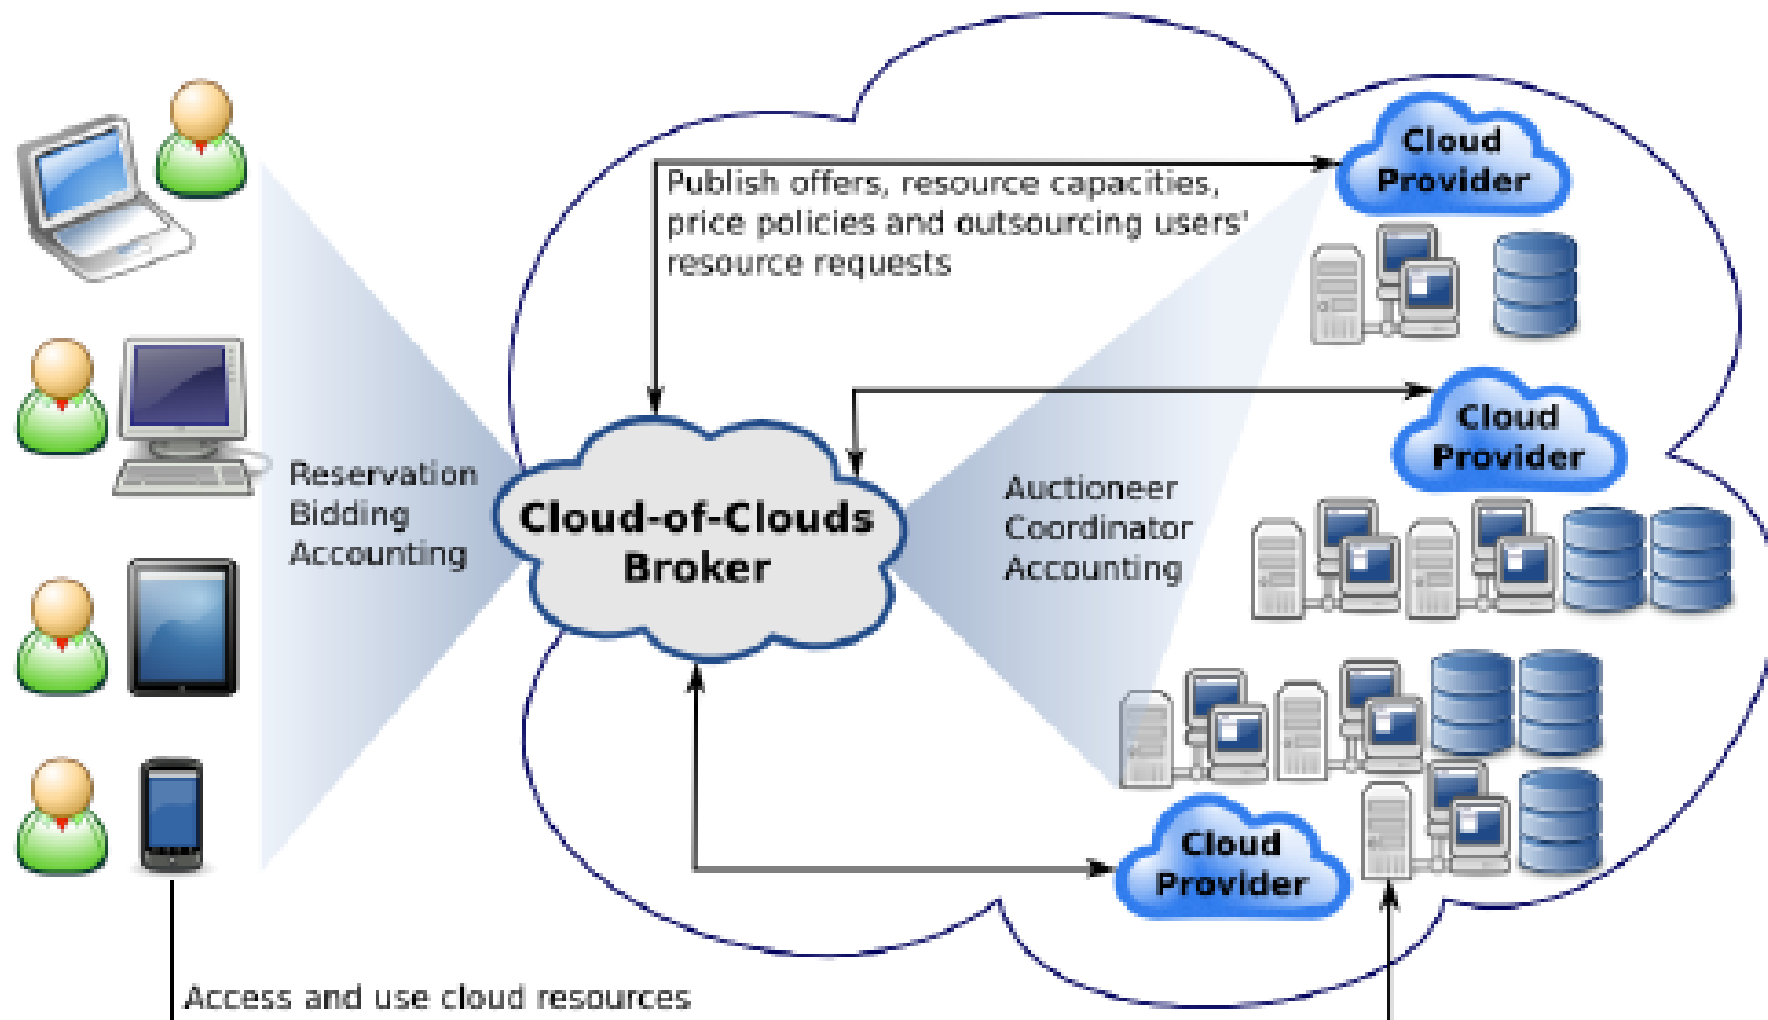 Cloud
Provider
Publish offers, resource capacities,
price policies and outsourcing users'
resource requests
Cloud
Provider
Reservation
Bidding
Accounting
Cloud-of-Clouds
Broker
Auctioneer
Coordinator
Accounting
Cloud
Provider
Access and use cloud resources